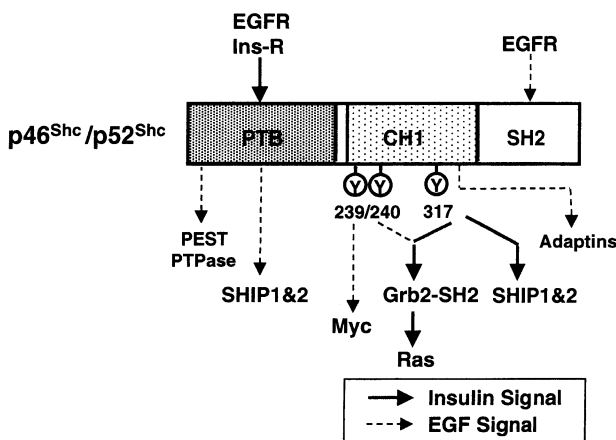 EGFR
Ins-R
EGFR
p46Shc/p52Shc
PTB
CH1
SH2
Y Y Y
239/240 317
PEST
PTPase
Adaptins
SHIP1&2
Grb2-SH2
SHIP1&2
Myc
Ras
Insulin Signal
EGF Signal